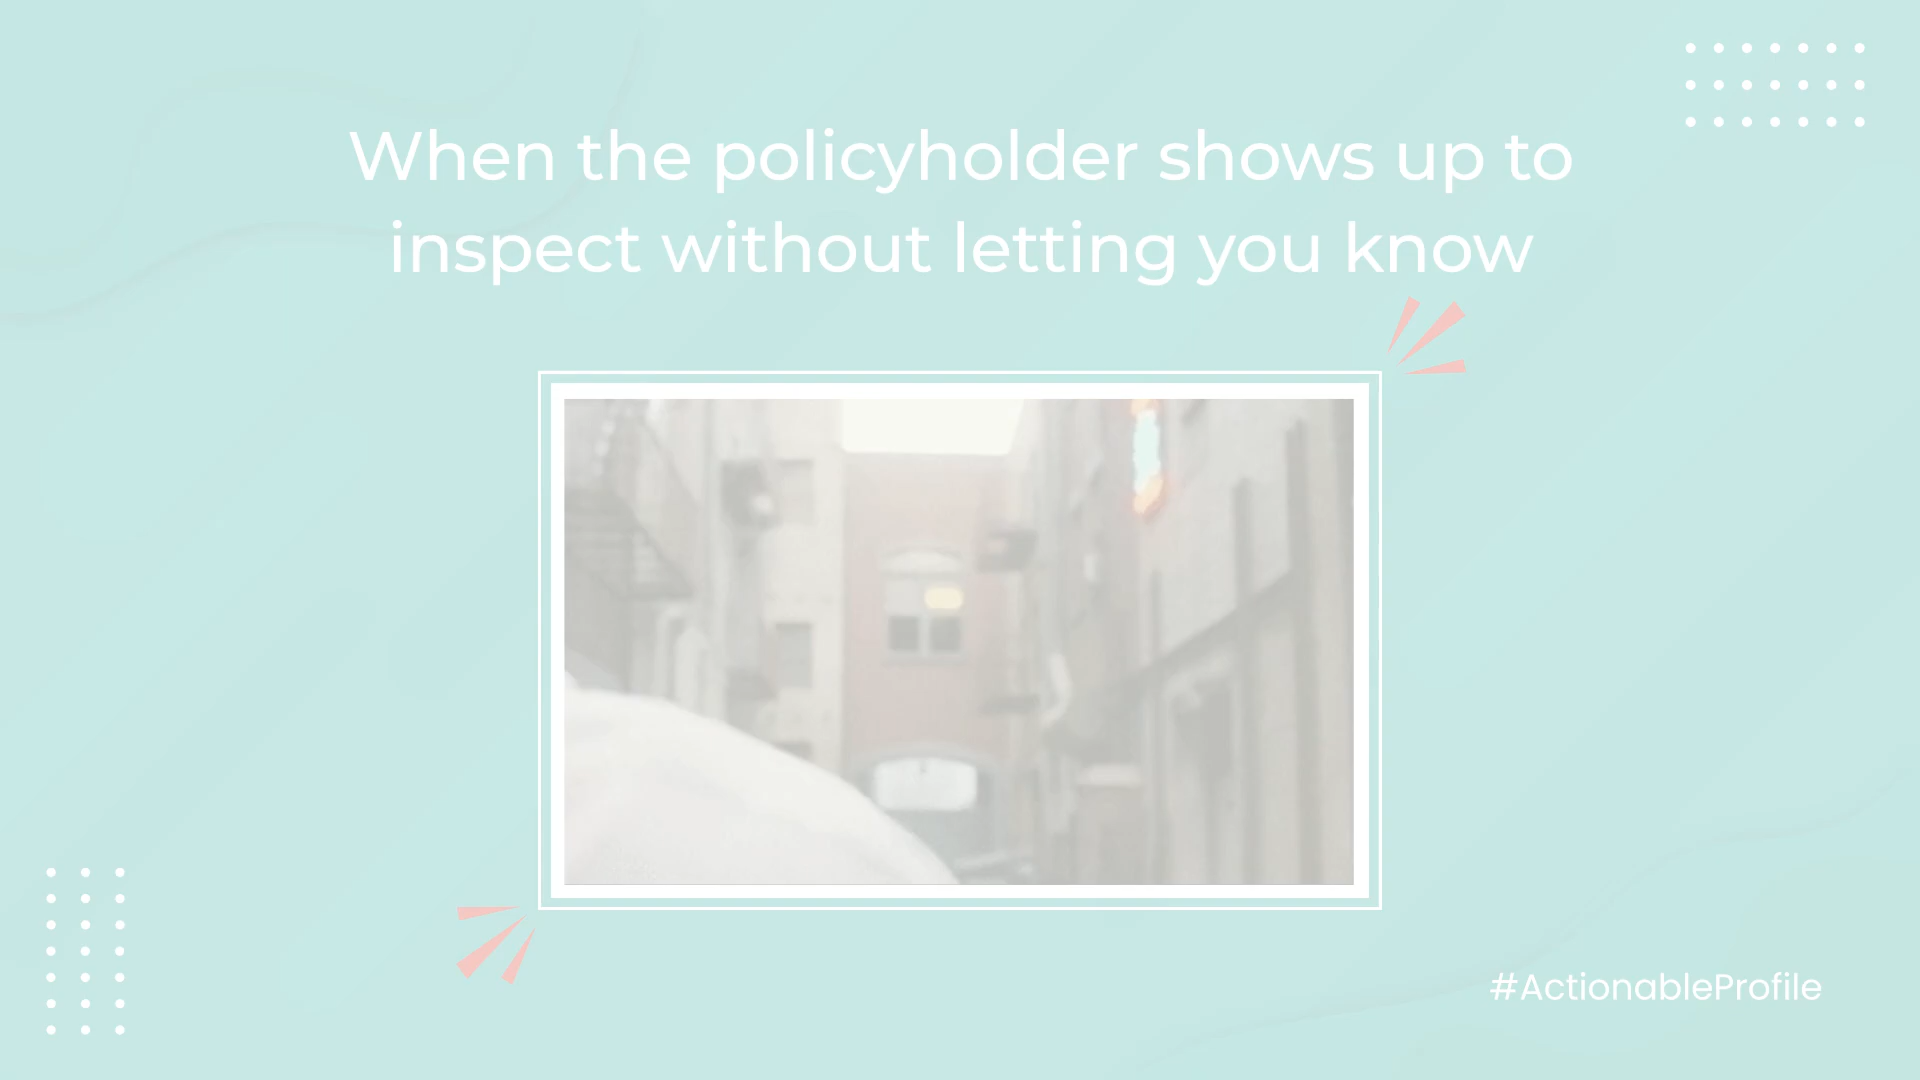 When the policyholder shows up to
inspect without letting you know
#ActionableProfile